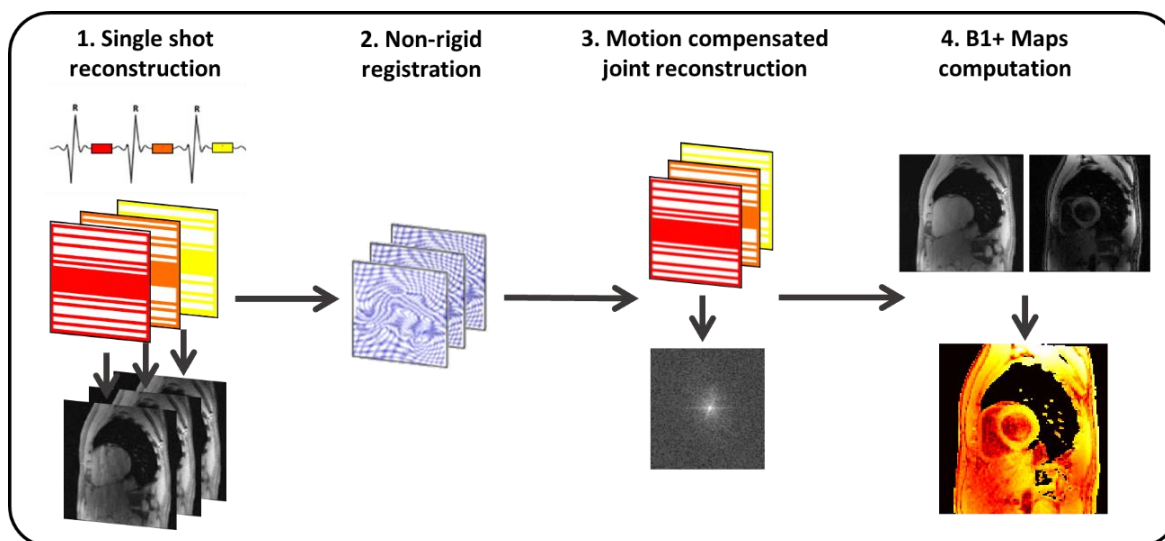 1. Single shot
reconstruction
2. Non-rigid
registration
3. Motion compensated
joint reconstruction
4. B1+ Maps
computation
R
R
R